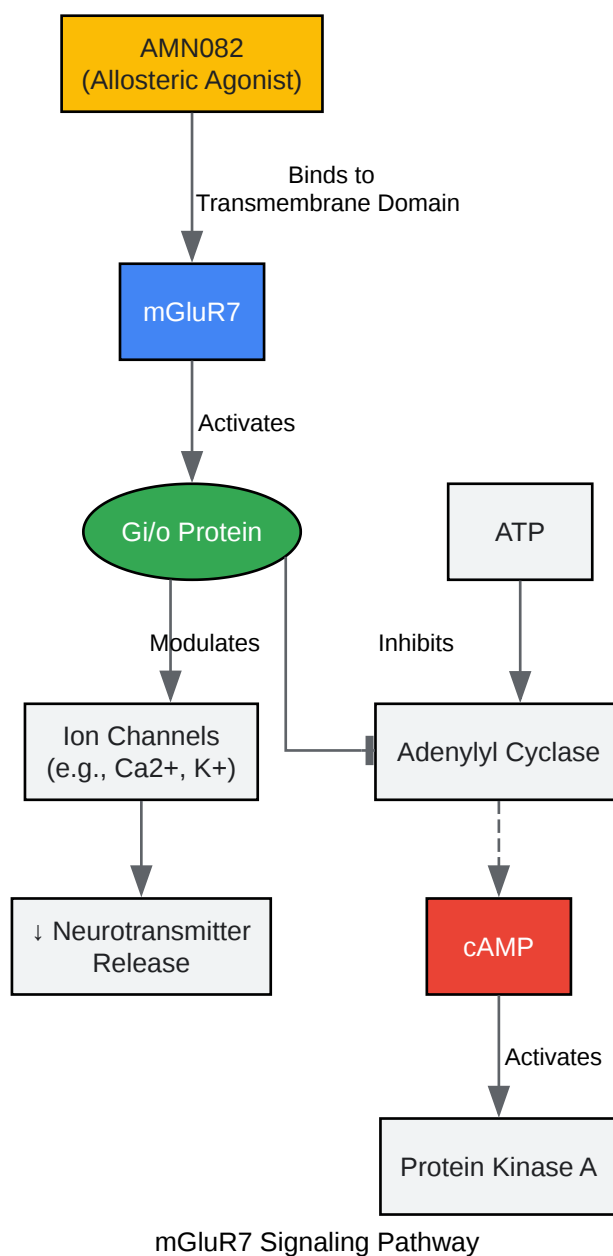 AMN082
(Allosteric Agonist)
Binds to
Transmembrane Domain
mGluR7
Activates
Gi/o Protein
ATP
Modulates
Inhibits
Ion Channels
(e.g., Ca2+, K+)
Adenylyl Cyclase
↓ Neurotransmitter
Release
cAMP
Activates
Protein Kinase A
mGluR7 Signaling Pathway